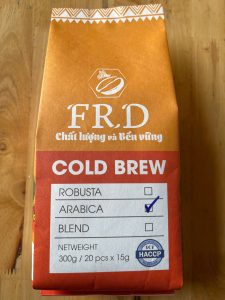 FRD
Chất lượng và Bền vững
COLD BREW
ROBUSTA
ARABICA
BLEND
NETWEIGHT
300g / 20 pcs x 15g
HACCP